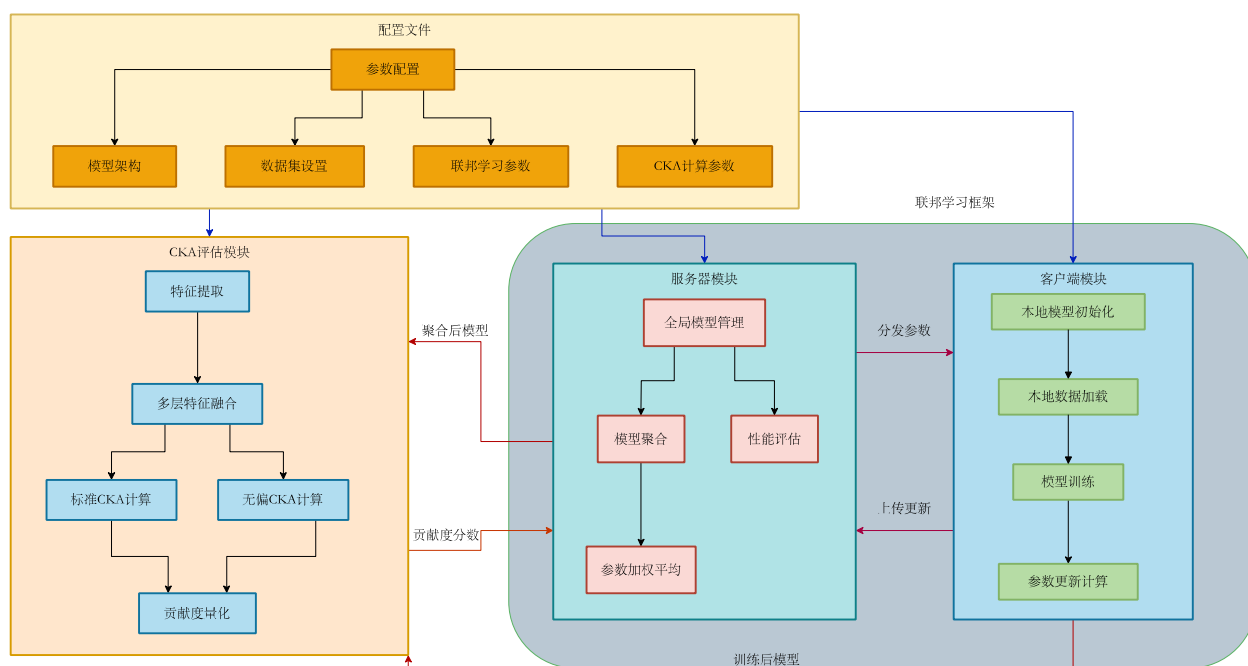 配置文件
参数配置
模型架构
数据集设置
联邦学习参数
CKA计算参数
联邦学习框架
CKA评估模块
特征提取
多层特征融合
标准CKA计算
无偏CKA计算
贡献度量化
聚合后模型
贡献度分数
服务器模块
全局模型管理
模型聚合
性能评估
参数加权平均
分发参数
上传更新
客户端模块
本地模型初始化
本地数据加载
模型训练
参数更新计算
训练后模型